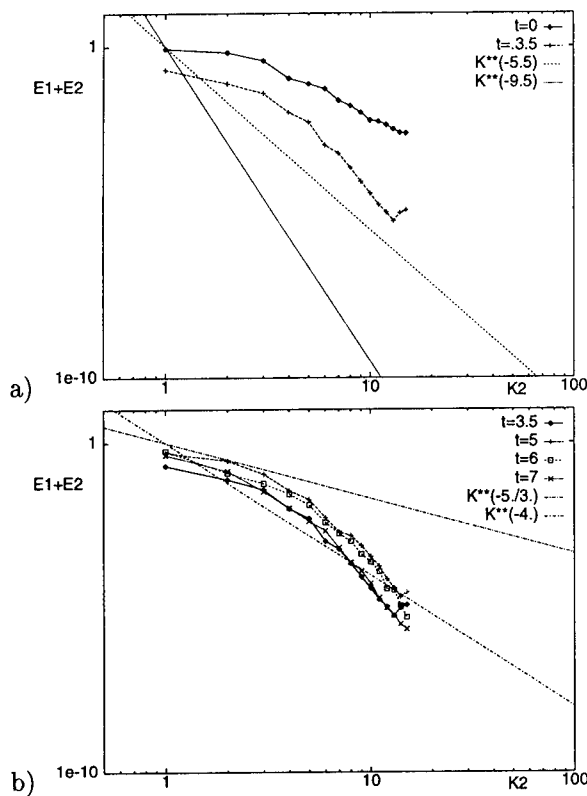 1
E1+E2
t=0
t=.3.5
K**(-5.5)
K**(-9.5)
1e-10
a)
1
10
K2
100
1
E1+E2
t=3.5
t=5
t=6
t=7
K**(-5./3.)
K**(-4.)
1e-10
b)
1
10
K2
100